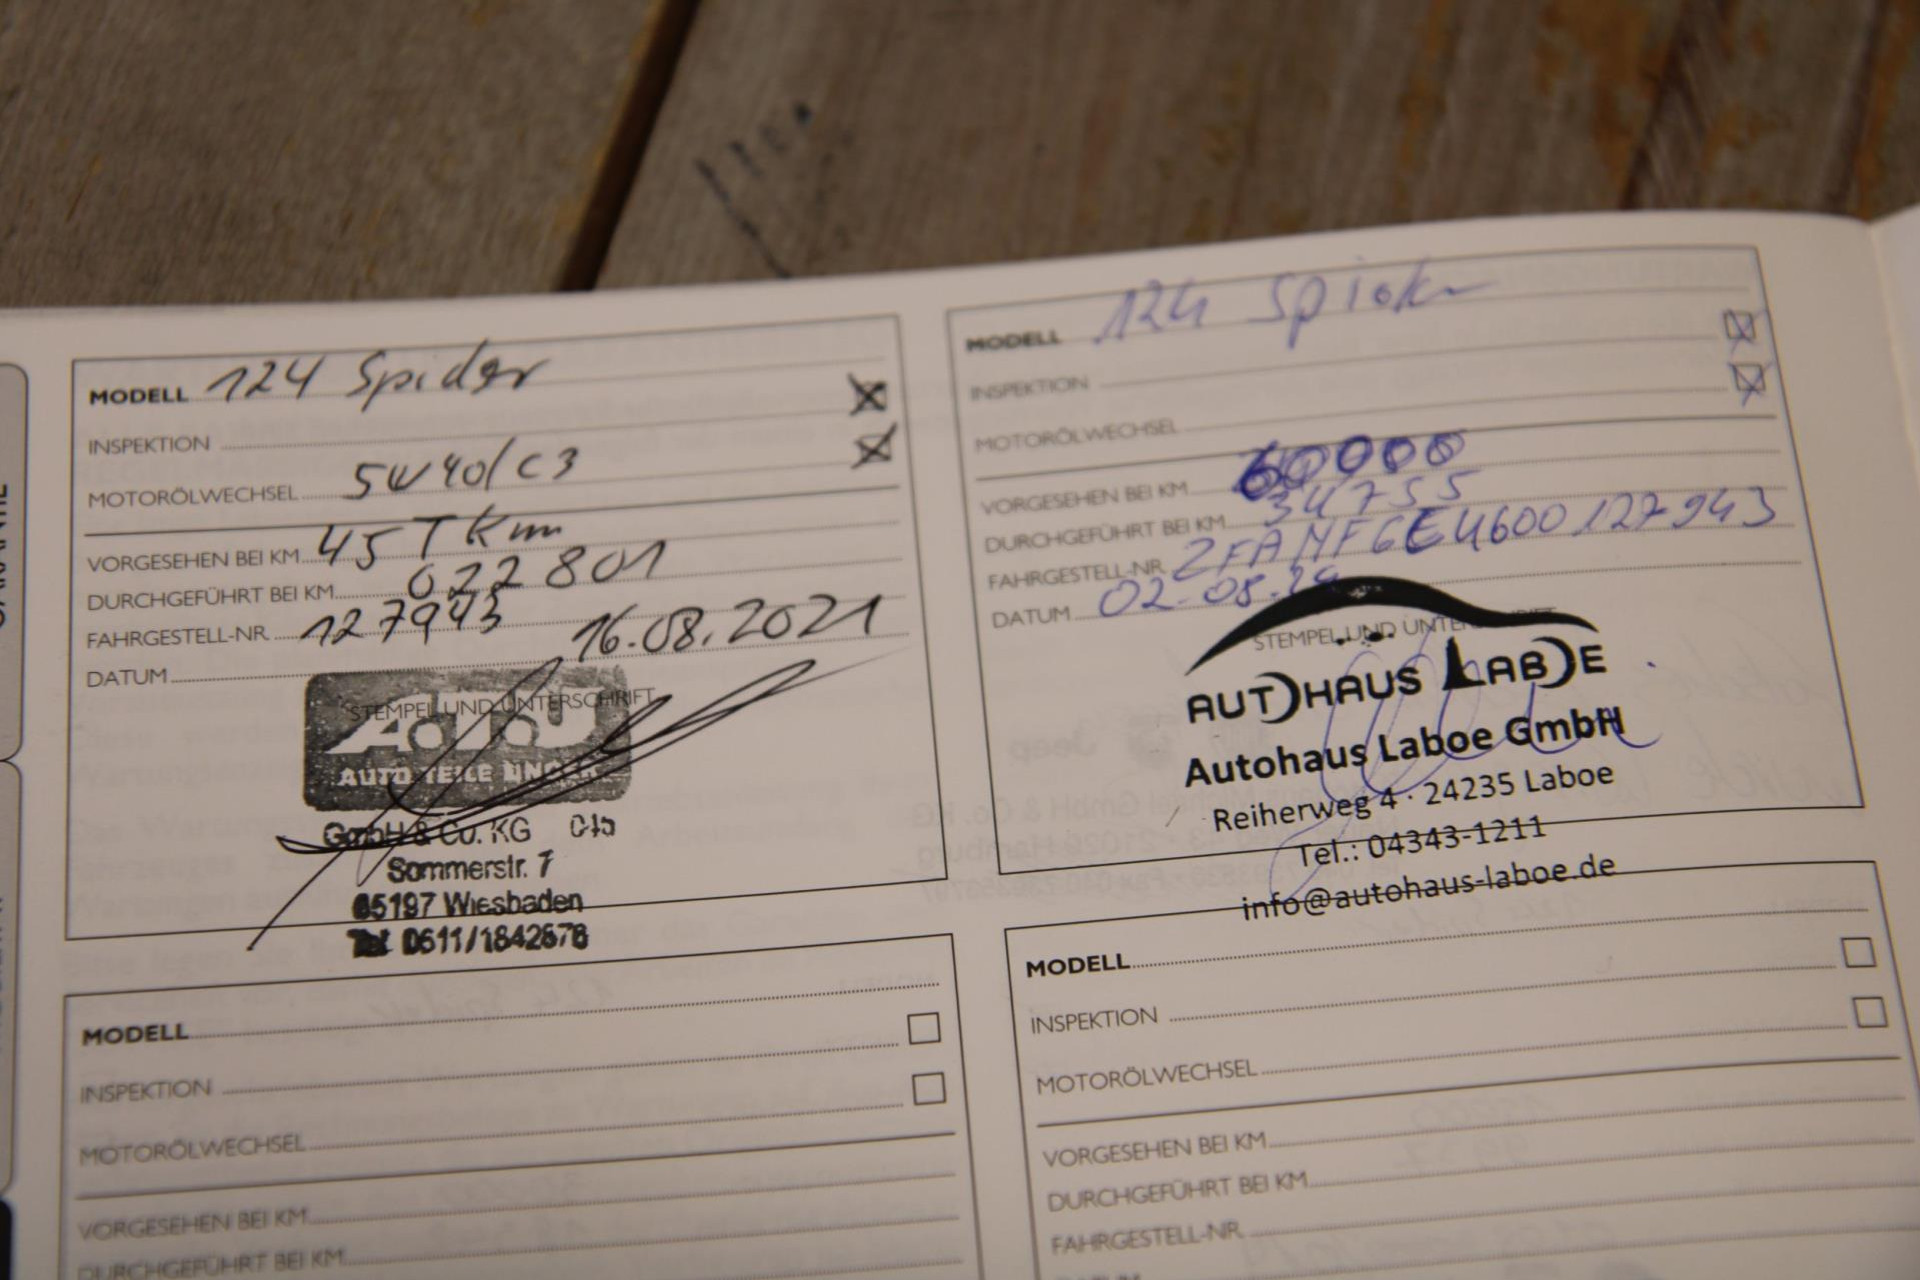 MODELL 124 Spider
INSPEKTION
MOTORÖLWECHSEL 5W40/C3
VORGESEHEN BEI KM 45 TKm
DURCHGEFÜHRT BEI KM 022801
FAHRGESTELL-NR 127943
DATUM 16.08.2021
STEMPEL UND UNTERSCHRIFT
AUTO TEILE UNGER
GmbH & Co. KG
Sommerstr. 7
65197 Wiesbaden
Tel. 0611/1842678
MODELL 124 Spider
INSPEKTION
MOTORÖLWECHSEL
VORGESEHEN BEI KM 60000
DURCHGEFÜHRT BEI KM 34755
FAHRGESTELL-NR ZFANF6E4600127943
DATUM 02.08.
STEMPEL UND UNTERSCHRIFT
AUTOHAUS LABOE
Autohaus Laboe GmbH
Reiherweg 4 · 24235 Laboe
Tel.: 04343-1211
info@autohaus-laboe.de
MODELL
INSPEKTION
MOTORÖLWECHSEL
VORGESEHEN BEI KM
DURCHGEFÜHRT BEI KM
MODELL
INSPEKTION
MOTORÖLWECHSEL
VORGESEHEN BEI KM
DURCHGEFÜHRT BEI KM
FAHRGESTELL-NR